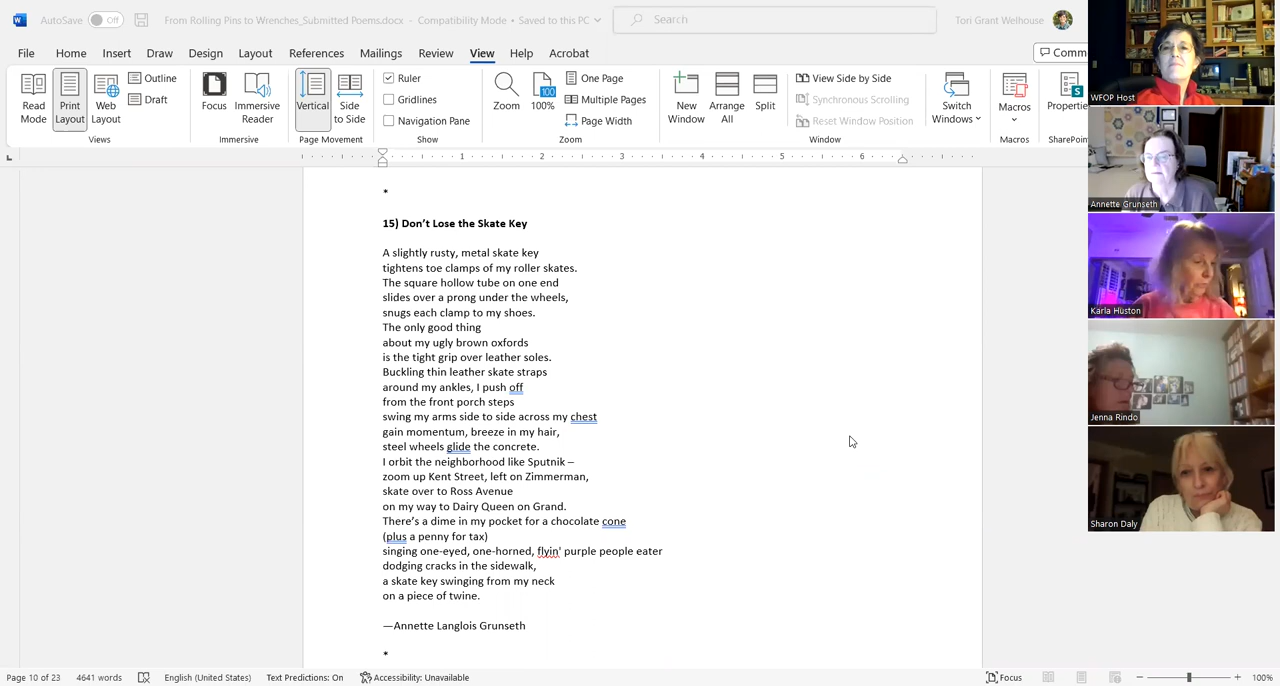 AutoSave Off From Rolling Pins to Wrenches_Submitted Poems.docx - Compatibility Mode • Saved to this PC Search Tori Grant Welhouse
File Home Insert Draw Design Layout References Mailings Review View Help Acrobat
Read Mode
Print Layout
Web Layout
Outline
Draft
Views
Focus
Immersive Reader
Immersive
Vertical
Side to Side
Page Movement
Ruler
Gridlines
Navigation Pane
Show
Zoom
100
100%
One Page
Multiple Pages
Page Width
Zoom
New Window
Arrange All
Split
View Side by Side
Synchronous Scrolling
Reset Window Position
Window
Switch Windows
Macros
Macros
SharePoint
1 2 3 4 5 6
*
15) Don’t Lose the Skate Key
A slightly rusty, metal skate key
tightens toe clamps of my roller skates.
The square hollow tube on one end
slides over a prong under the wheels,
snugs each clamp to my shoes.
The only good thing
about my ugly brown oxfords
is the tight grip over leather soles.
Buckling thin leather skate straps
around my ankles, I push off
from the front porch steps
swing my arms side to side across my chest
gain momentum, breeze in my hair,
steel wheels glide the concrete.
I orbit the neighborhood like Sputnik –
zoom up Kent Street, left on Zimmerman,
skate over to Ross Avenue
on my way to Dairy Queen on Grand.
There’s a dime in my pocket for a chocolate cone
(plus a penny for tax)
singing one-eyed, one-horned, flyin' purple people eater
dodging cracks in the sidewalk,
a skate key swinging from my neck
on a piece of twine.
—Annette Langlois Grunseth
*
WFOP Host
Annette Grunseth
Karla Huston
Jenna Rindo
Sharon Daly
Page 10 of 23 4641 words English (United States) Text Predictions: On Accessibility: Unavailable Focus 100%